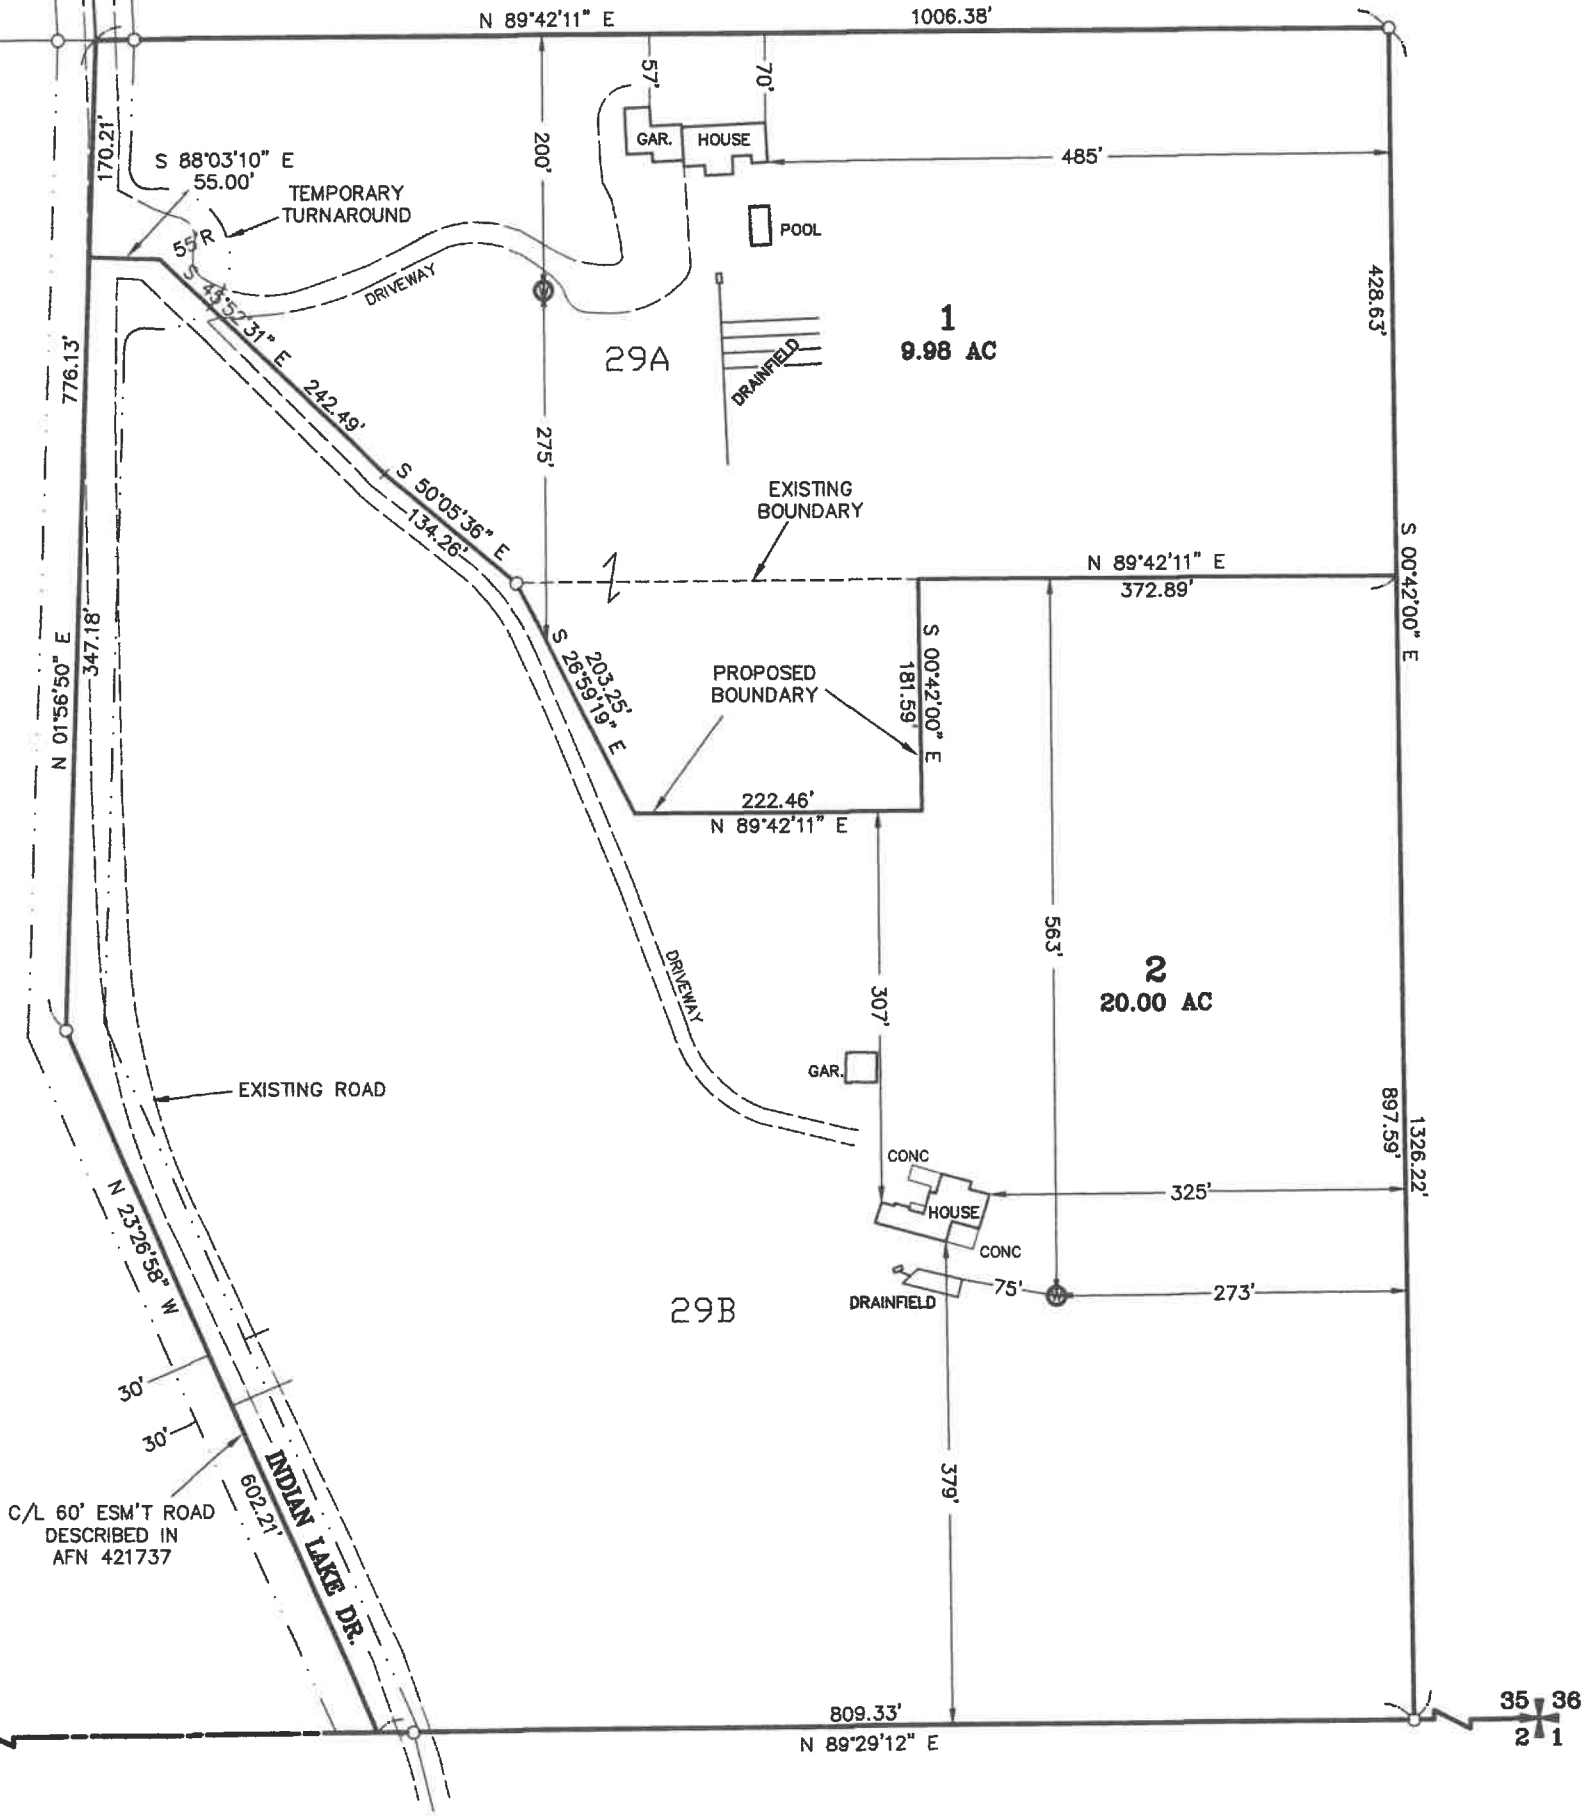 N 89°42'11" E
1006.38'
57'
70'
170.21'
200'
GAR.
HOUSE
485'
S 88°03'10" E
55.00'
TEMPORARY
TURNAROUND
55'R
POOL
DRIVEWAY
S 43°52'31" E
242.49'
428.63'
1
9.98 AC
29A
DRAINFIELD
776.13'
275'
S 50°05'36" E
134.26'
EXISTING
BOUNDARY
N 89°42'11" E
372.89'
S 00°42'00" E
347.18'
N 01°56'50" E
203.25'
S 26°59'19" E
PROPOSED
BOUNDARY
S 00°42'00" E
181.59'
222.46'
N 89°42'11" E
563'
2
20.00 AC
DRIVEWAY
307'
GAR.
EXISTING ROAD
897.59'
1326.22'
CONC
HOUSE
325'
CONC
N 23°26'58" W
75'
W
273'
DRAINFIELD
29B
30'
30'
379'
INDIAN LAKE DR.
602.21'
C/L 60' ESM'T ROAD
DESCRIBED IN
AFN 421737
809.33'
N 89°29'12" E
35 36
2 1